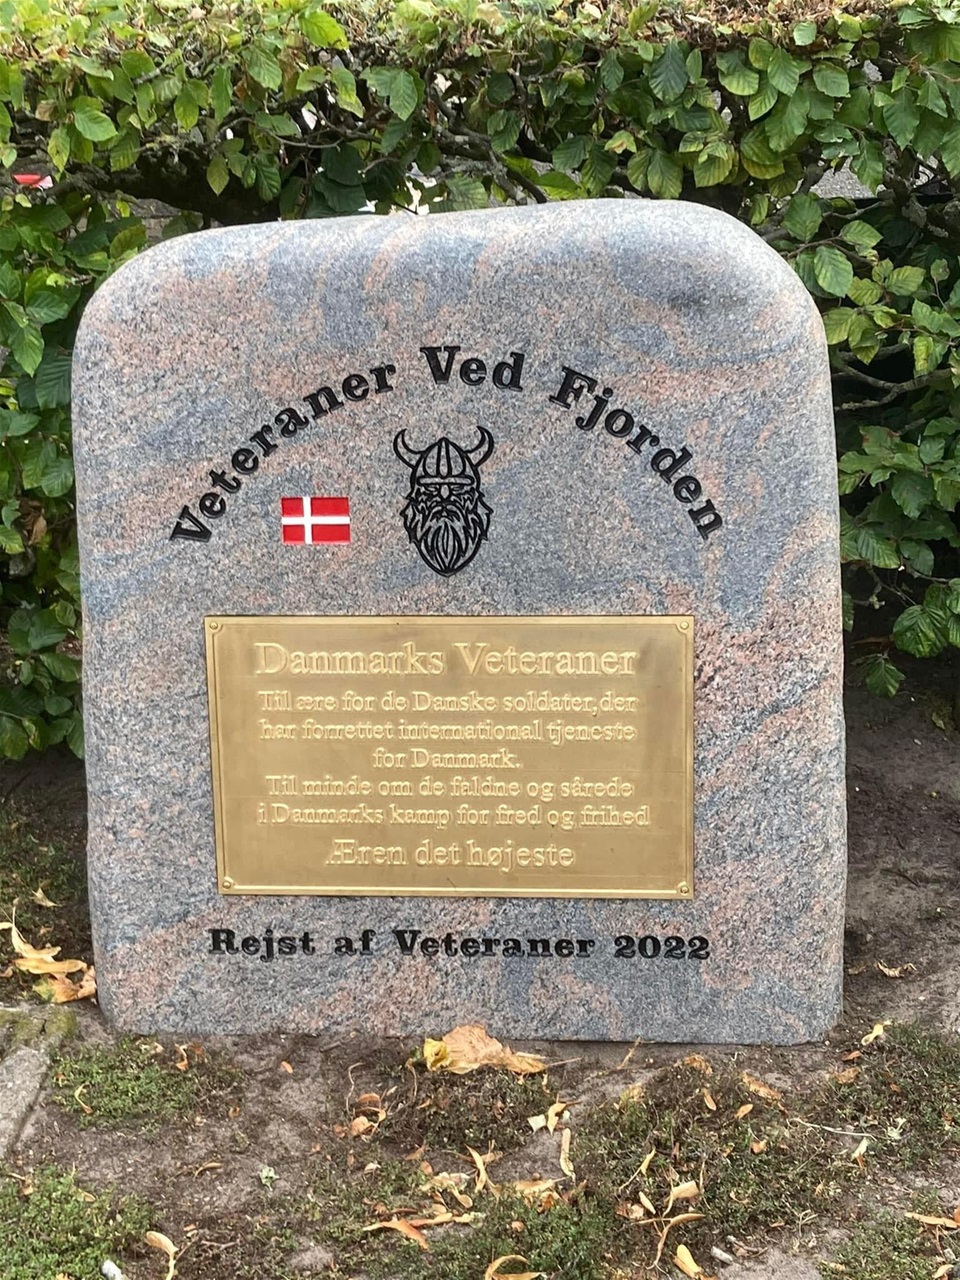 Veteraner Ved Fjorden
Danmarks Veteraner
Til ære for de Danske soldater, der
har forrettet international tjeneste
for Danmark.
Til minde om de faldne og sårede
i Danmarks kamp for fred og frihed
Æren det højeste
Rejst af Veteraner 2022